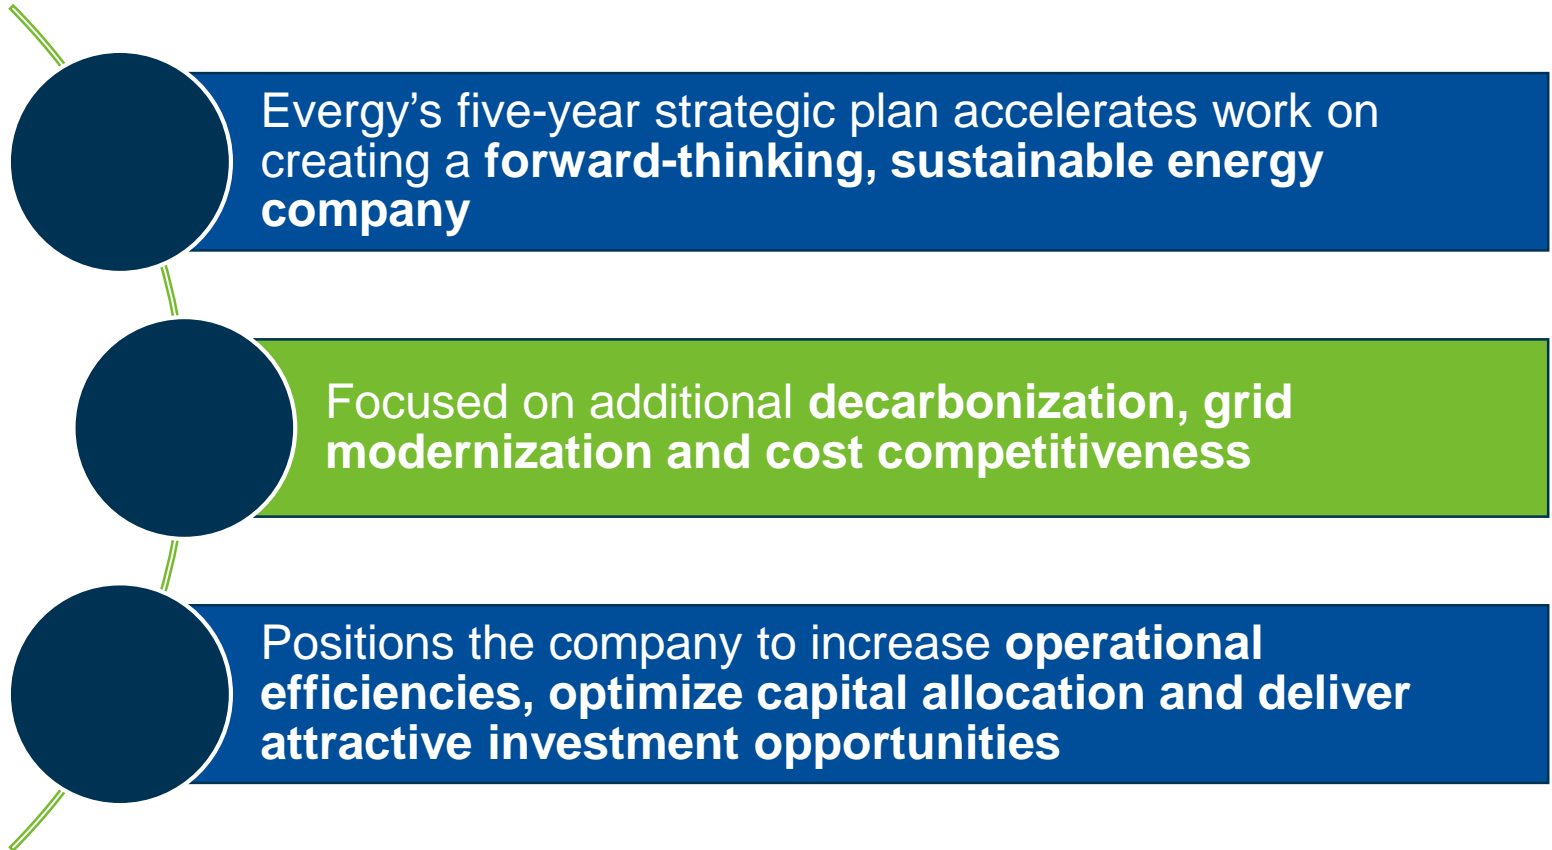 Evergy’s five-year strategic plan accelerates work on
creating a forward-thinking, sustainable energy
company
Focused on additional decarbonization, grid
modernization and cost competitiveness
Positions the company to increase operational
efficiencies, optimize capital allocation and deliver
attractive investment opportunities